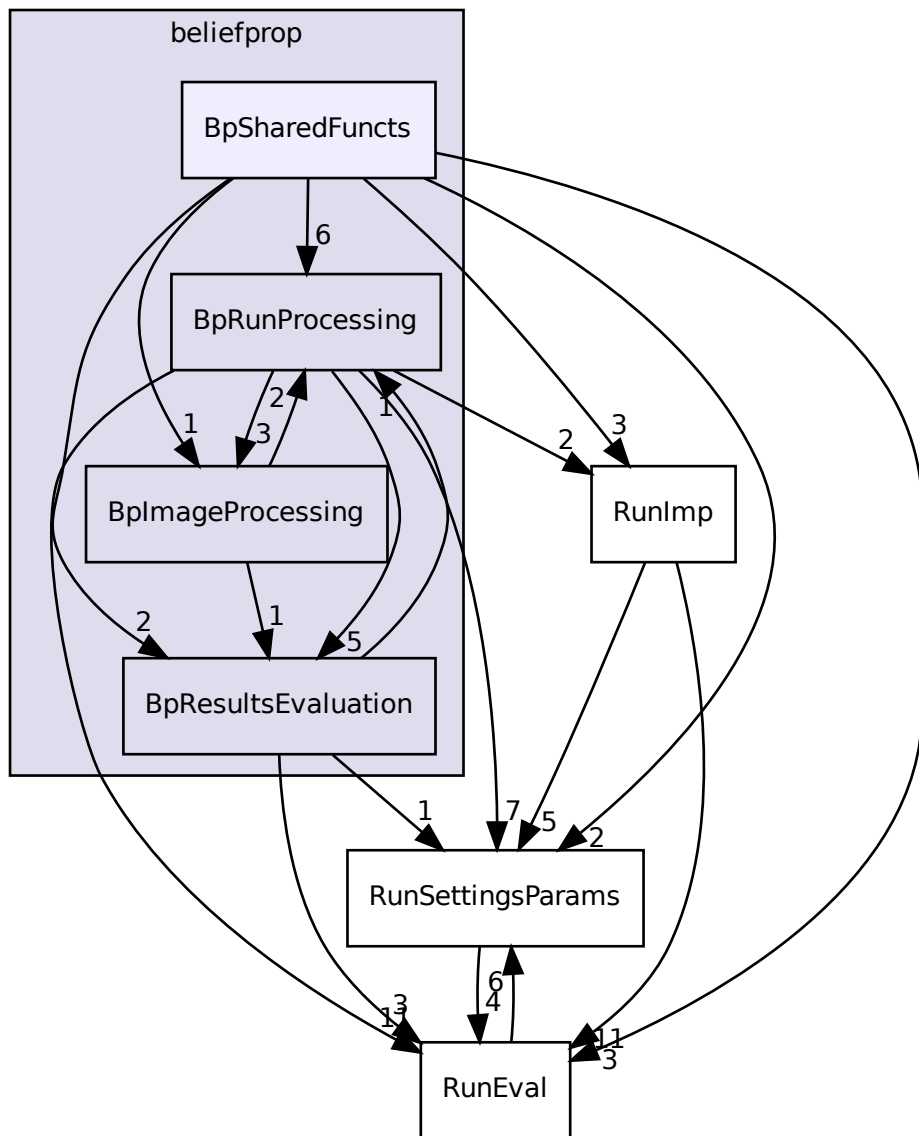 beliefprop
BpSharedFuncts
6
BpRunProcessing
1
3
2
1
2
3
BpImageProcessing
RunImp
2
1
5
BpResultsEvaluation
1
7
5
2
RunSettingsParams
6
4
3
1
11
3
RunEval